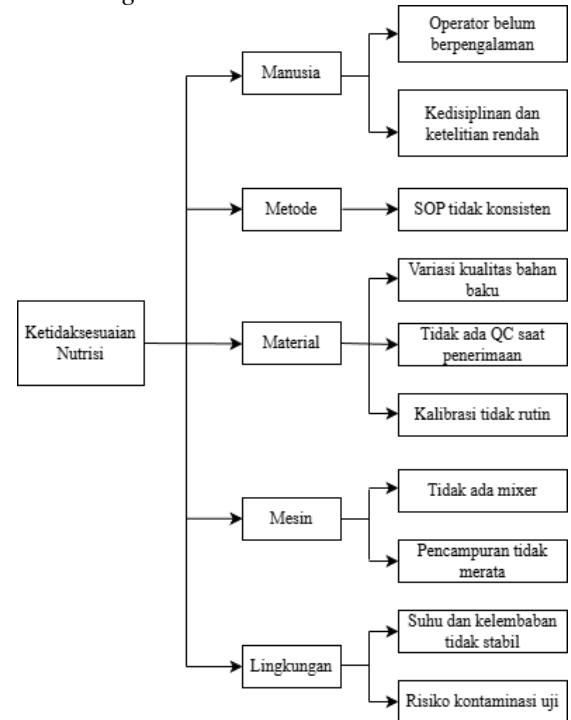 Ketidaksesuaian
Nutrisi
Manusia
Operator belum
berpengalaman
Kedisiplinan dan
ketelitian rendah
Metode
SOP tidak konsisten
Material
Variasi kualitas bahan
baku
Tidak ada QC saat
penerimaan
Kalibrasi tidak rutin
Mesin
Tidak ada mixer
Pencampuran tidak
merata
Lingkungan
Suhu dan kelembaban
tidak stabil
Risiko kontaminasi uji